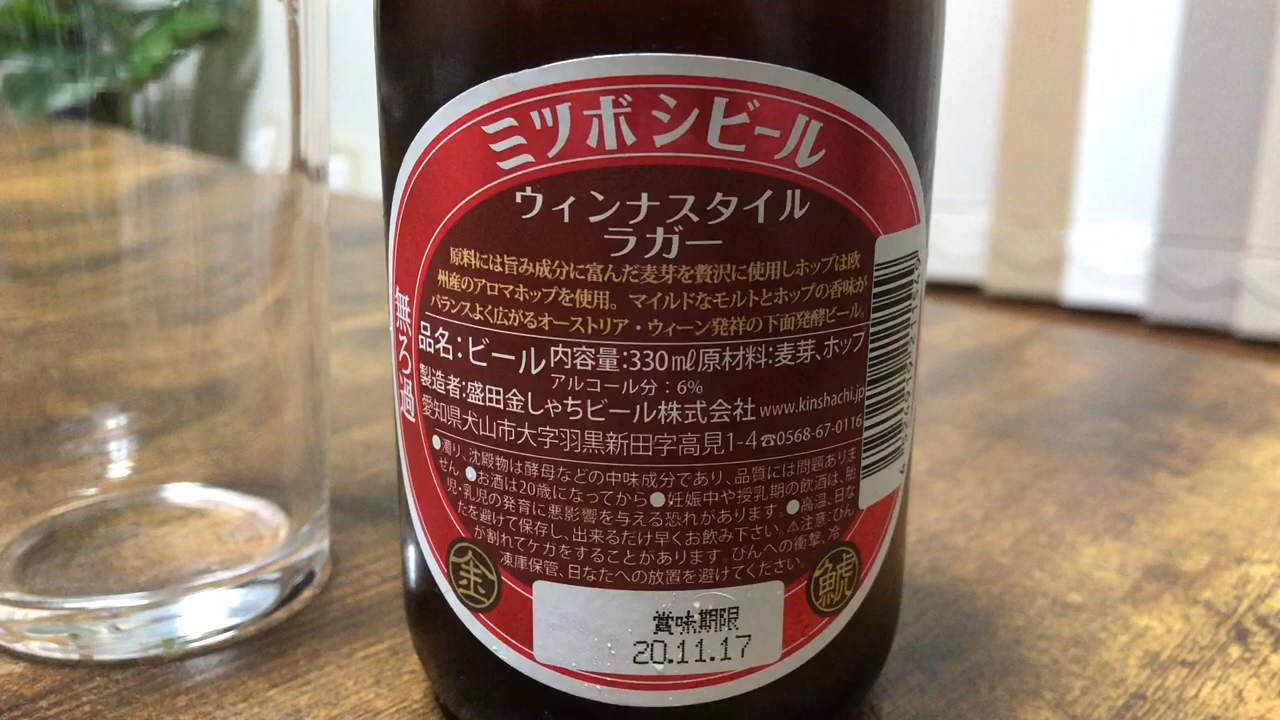 ミツボシビール
ウィンナスタイル
ラガー
原料には旨み成分に富んだ麦芽を贅沢に使用しホップは欧
州産のアロマホップを使用。マイルドなモルトとホップの香味が
バランスよく広がるオーストリア・ウィーン発祥の下面発酵ビール。
無ろ過
品名:ビール 内容量:330㎖ 原材料:麦芽、ホップ
アルコール分:6%
製造者:盛田金しゃちビール株式会社 www.kinshachi.jp
愛知県犬山市大字羽黒新田字高見1-4 ☎0568-67-0116
●濁り、沈殿物は酵母などの中味成分であり、品質には問題ありま
せん ●お酒は20歳になってから●妊娠中や授乳期の飲酒は、胎
児・乳児の発育に悪影響を与える恐れがあります。●高温、日な
たを避けて保存し、出来るだけ早くお飲み下さい。⚠注意:びん
が割れてケガをすることがあります。びんへの衝撃、冷
凍庫保管、日なたへの放置を避けてください。
金
鯱
賞味期限
20.11.17